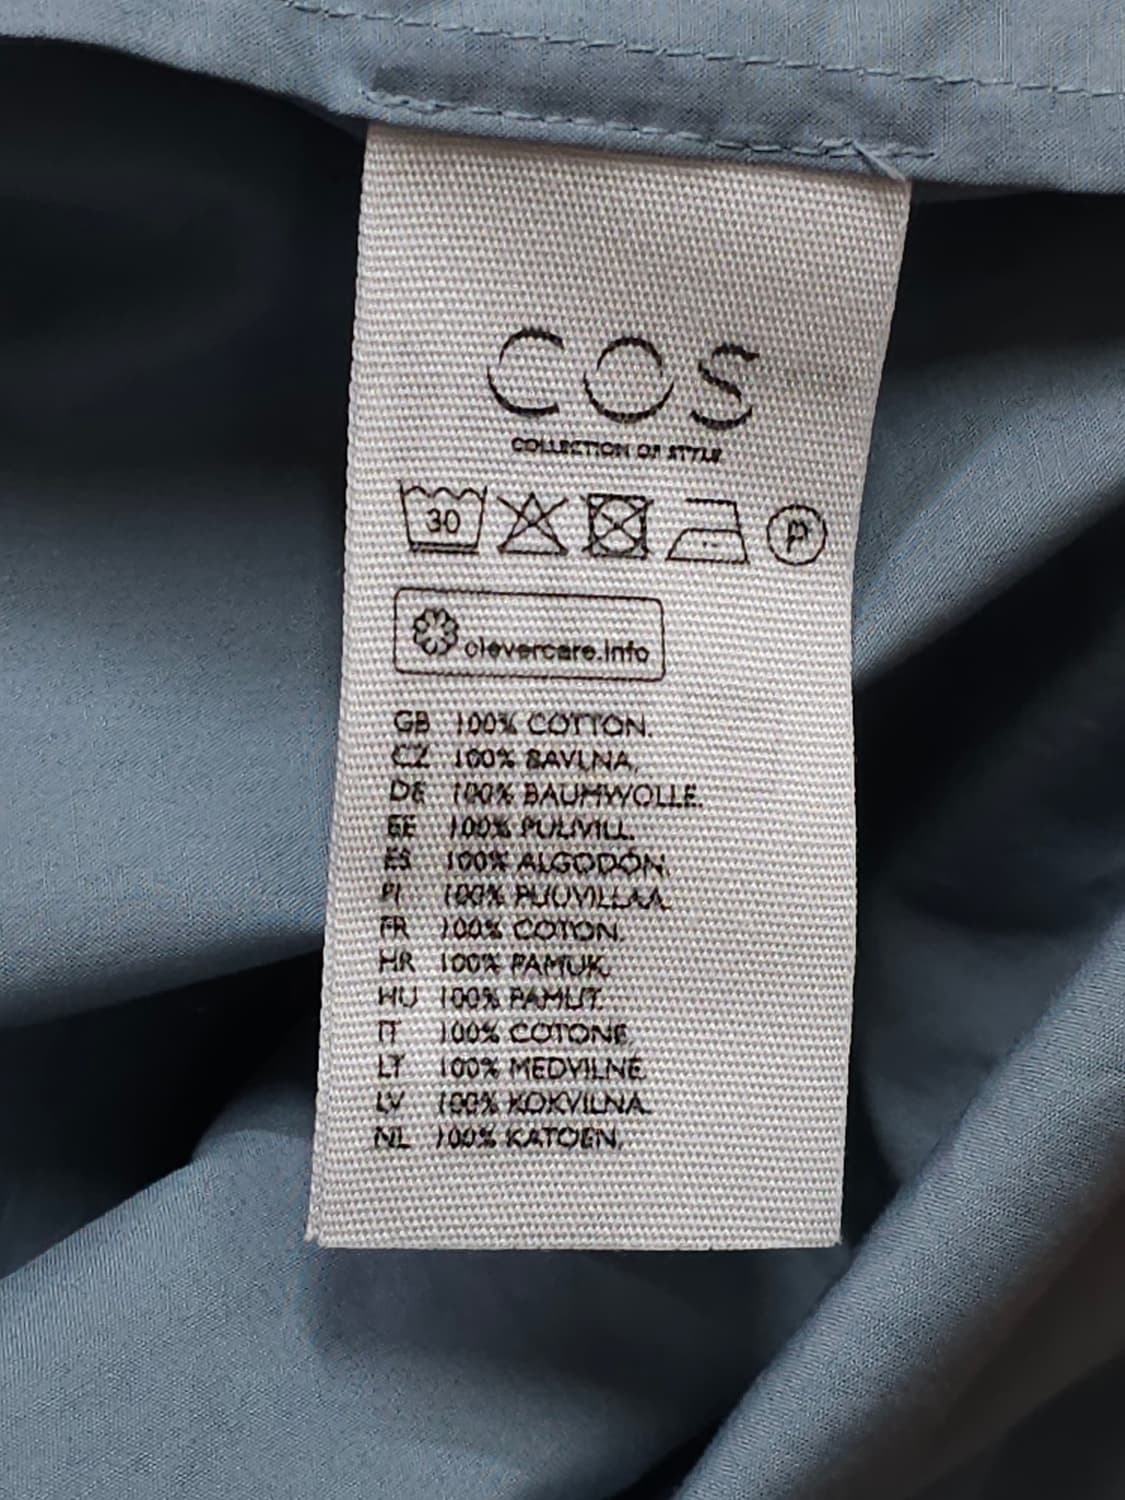 COS
COLLECTION OF STYLE
30 P
clevercare.info
GB 100% COTTON.
CZ 100% BAVLNA.
DE 100% BAUMWOLLE.
EE 100% PUUVILL.
ES 100% ALGODÓN.
FI 100% PUUVILLAA.
FR 100% COTON.
HR 100% PAMUK.
HU 100% PAMUT.
IT 100% COTONE.
LT 100% MEDVILNĖ.
LV 100% KOKVILNA.
NL 100% KATOEN.